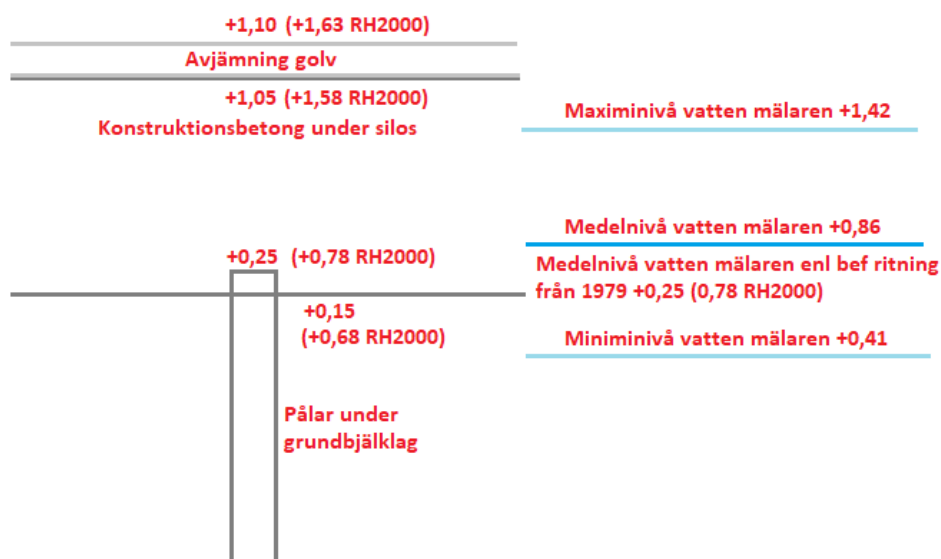 +1,10 (+1,63 RH2000)
Avjämning golv
+1,05 (+1,58 RH2000)
Konstruktionsbetong under silos
Maximinivå vatten mälaren +1,42
Medelnivå vatten mälaren +0,86
+0,25 (+0,78 RH2000)
Medelnivå vatten mälaren enl bef ritning
från 1979 +0,25 (0,78 RH2000)
+0,15
(+0,68 RH2000)
Miniminivå vatten mälaren +0,41
Pålar under
grundbjälklag